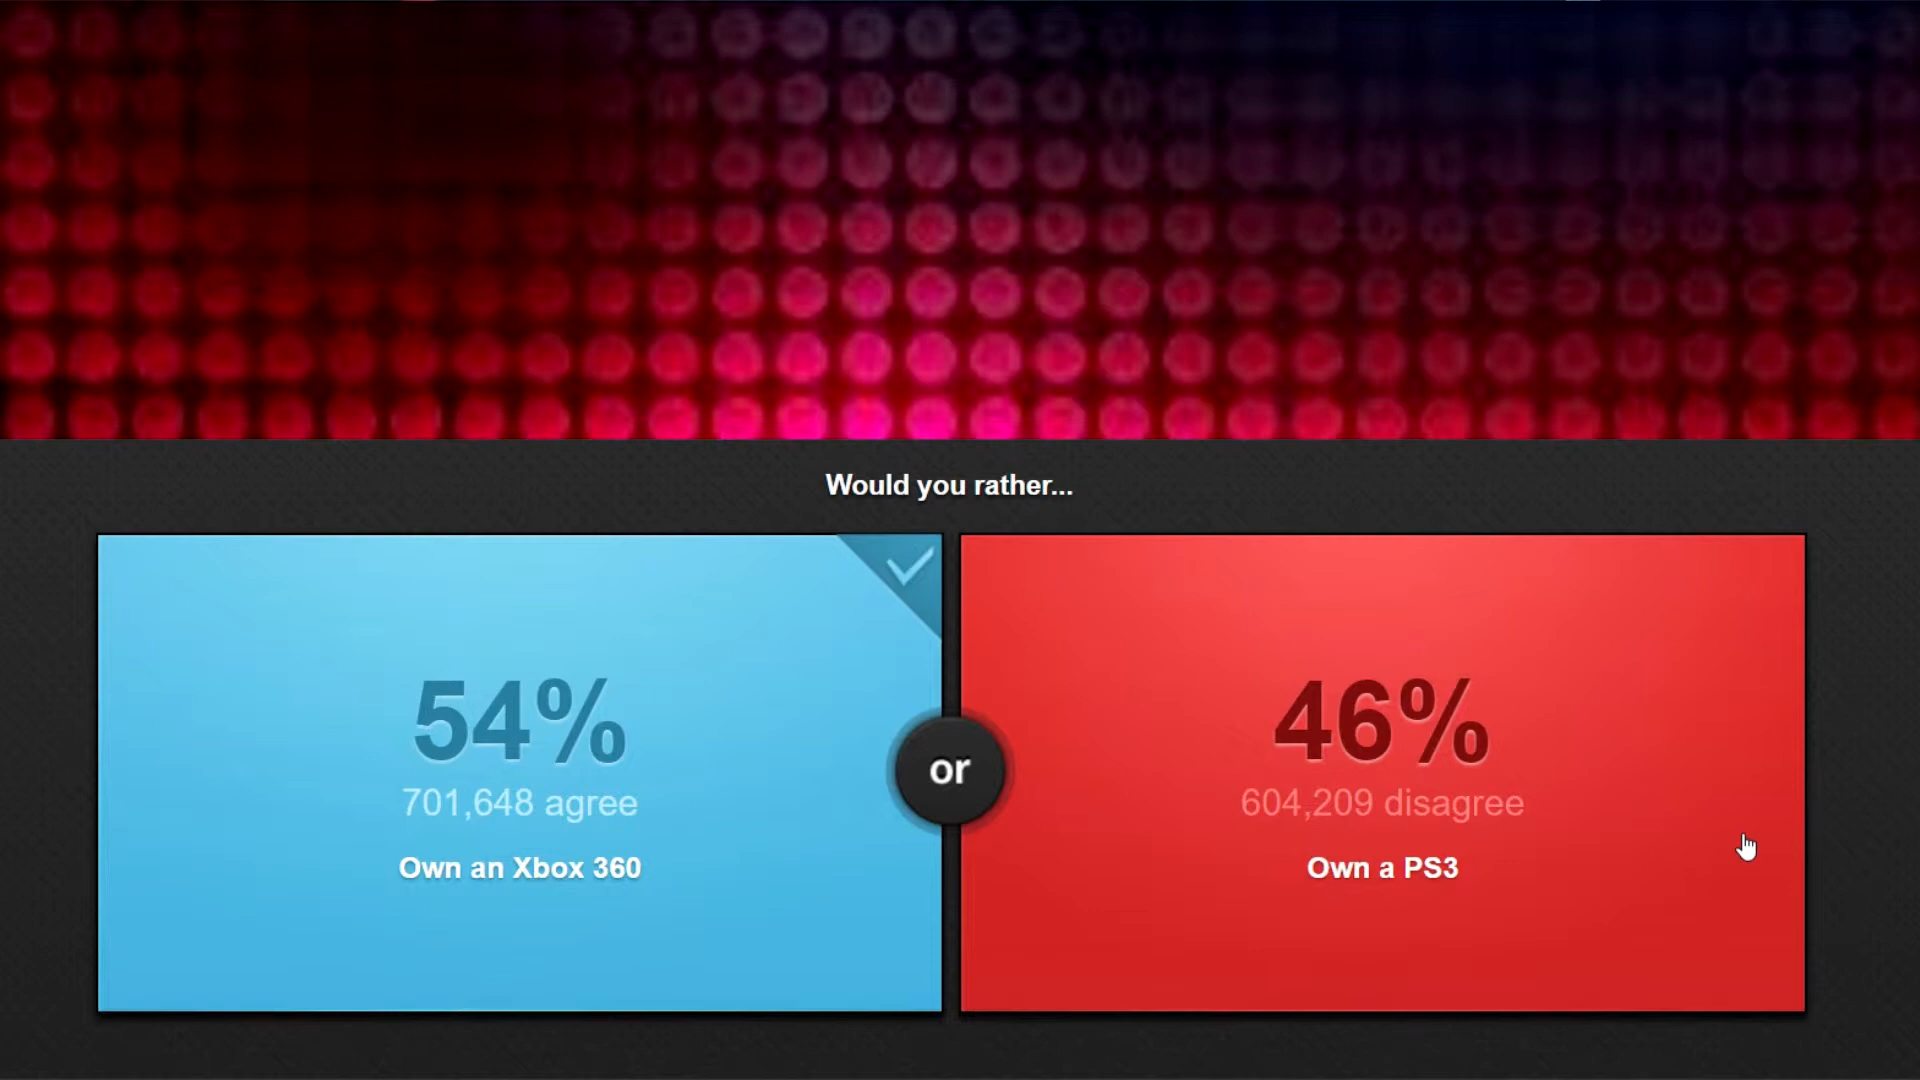 Would you rather...
54%
701,648 agree
Own an Xbox 360
or
46%
604,209 disagree
Own a PS3